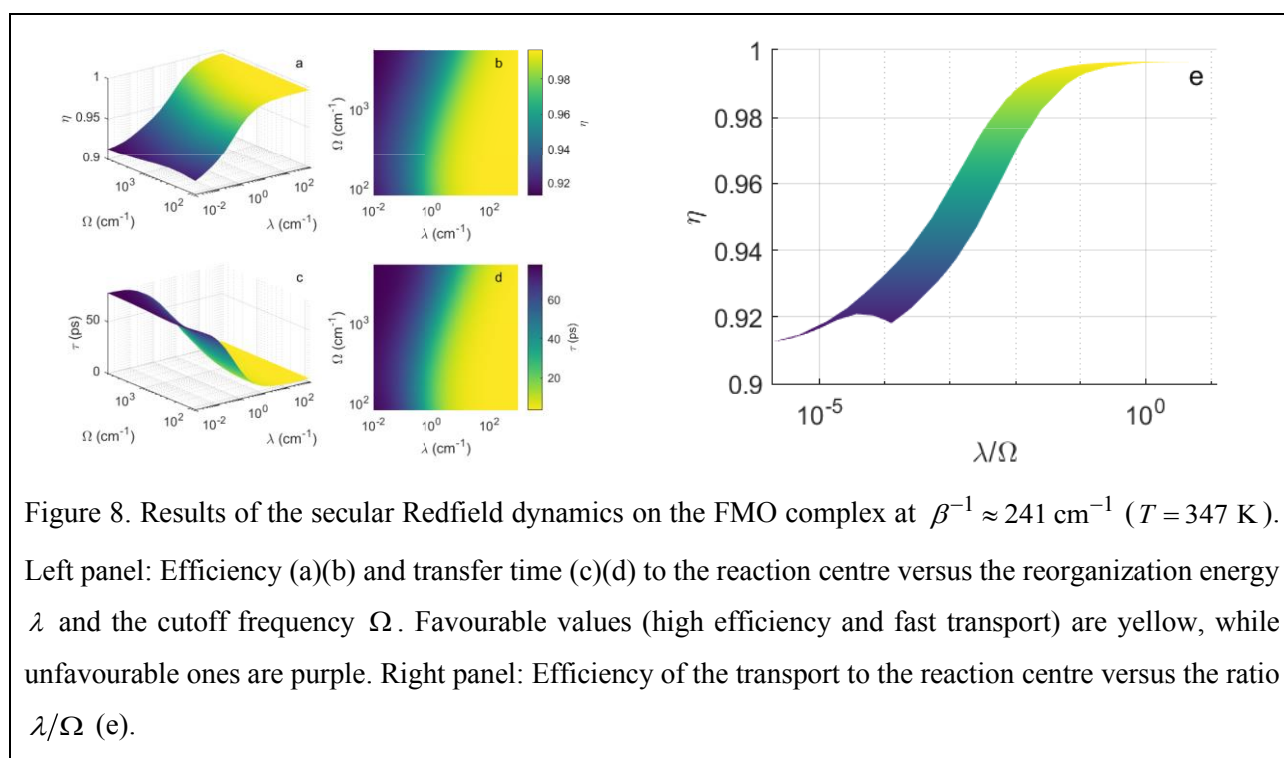 a
1
0.95
0.9
η
10³
10²
Ω (cm⁻¹)
10⁻²
10⁰
10²
λ (cm⁻¹)
b
Ω (cm⁻¹)
10³
10²
10⁻²
10⁰
10²
λ (cm⁻¹)
0.98
0.96
0.94
0.92
η
c
50
0
τ (ps)
10³
10²
Ω (cm⁻¹)
10⁻²
10⁰
10²
λ (cm⁻¹)
d
Ω (cm⁻¹)
10³
10²
10⁻²
10⁰
10²
λ (cm⁻¹)
60
40
20
τ (ps)
e
1
0.98
0.96
0.94
0.92
0.9
η
10⁻⁵
10⁰
λ/Ω
Figure 8. Results of the secular Redfield dynamics on the FMO complex at β⁻¹ ≈ 241 cm⁻¹ (T = 347 K).
Left panel: Efficiency (a)(b) and transfer time (c)(d) to the reaction centre versus the reorganization energy
λ and the cutoff frequency Ω. Favourable values (high efficiency and fast transport) are yellow, while
unfavourable ones are purple. Right panel: Efficiency of the transport to the reaction centre versus the ratio
λ/Ω (e).